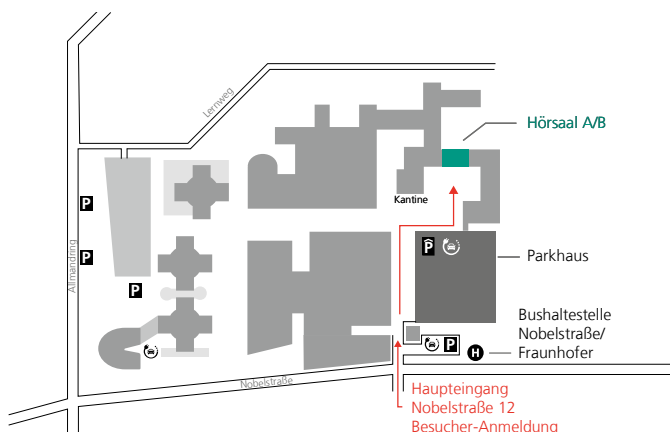 Lernweg
Hörsaal A/B
Kantine
P
P
P
P
Allmandring
Parkhaus
Bushaltestelle
Nobelstraße/
Fraunhofer
P
H
Nobelstraße
Haupteingang
Nobelstraße 12
Besucher-Anmeldung